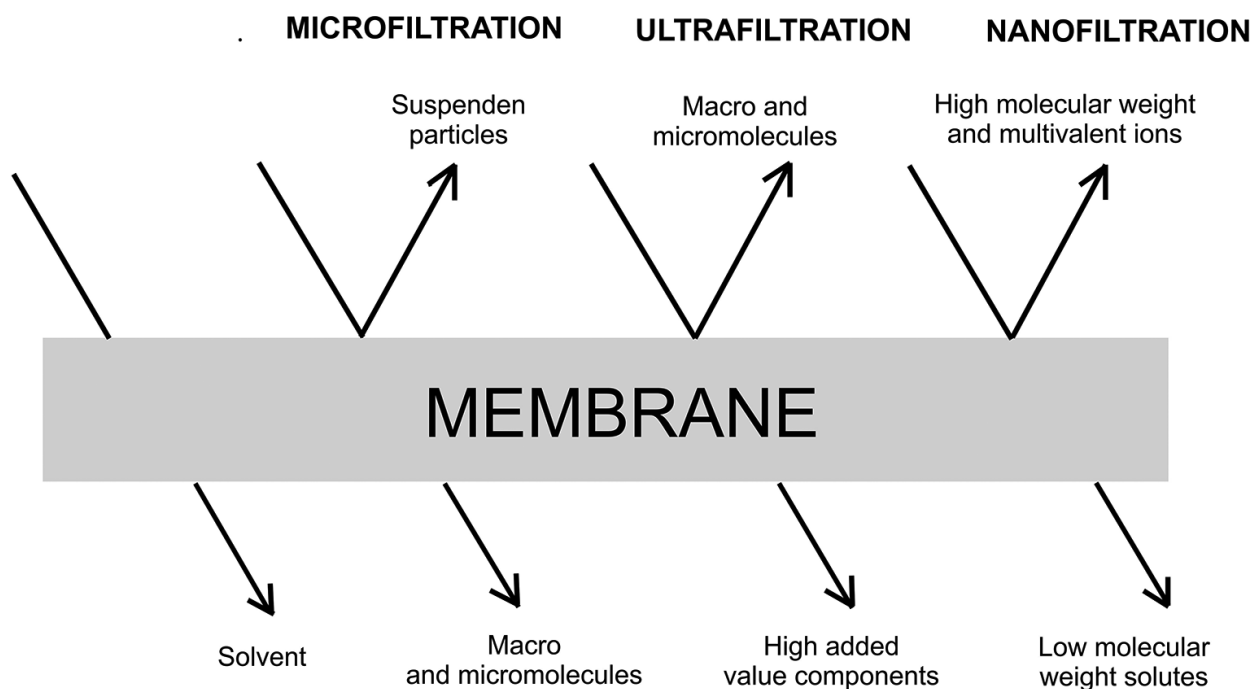 MICROFILTRATION
ULTRAFILTRATION
NANOFILTRATION
Suspenden
particles
Macro and
micromolecules
High molecular weight
and multivalent ions
MEMBRANE
Solvent
Macro
and micromolecules
High added
value components
Low molecular
weight solutes